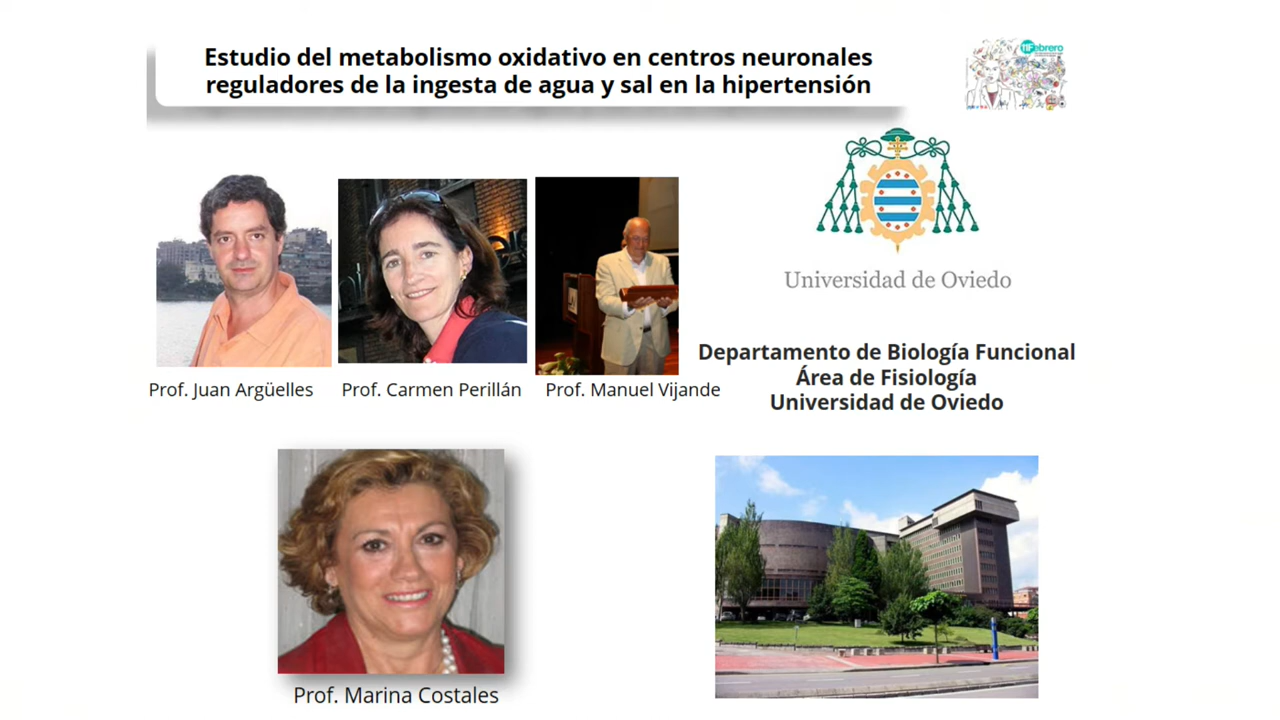 Estudio del metabolismo oxidativo en centros neuronales
reguladores de la ingesta de agua y sal en la hipertensión
11Febrero
Universidad de Oviedo
Prof. Juan Argüelles
Prof. Carmen Perillán
Prof. Manuel Vijande
Departamento de Biología Funcional
Área de Fisiología
Universidad de Oviedo
Prof. Marina Costales